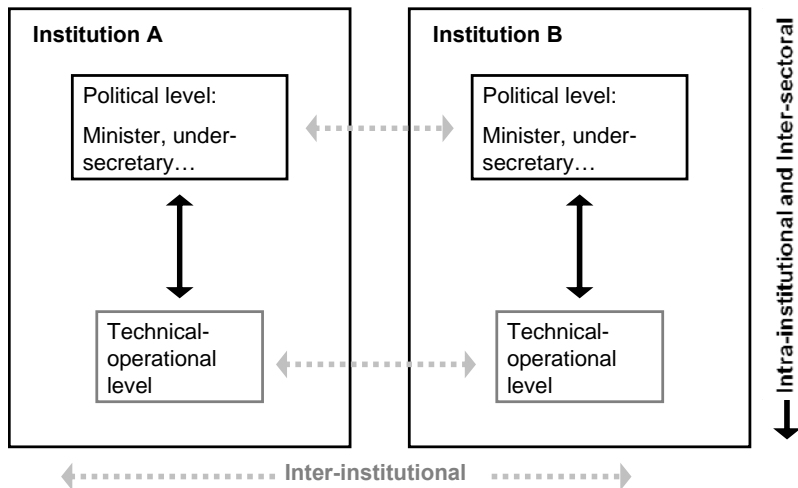 Institution A
Political level:
Minister, under-
secretary…
Technical-
operational
level
Institution B
Political level:
Minister, under-
secretary…
Technical-
operational
level
Inter-institutional
Intra-institutional and Inter-sectoral